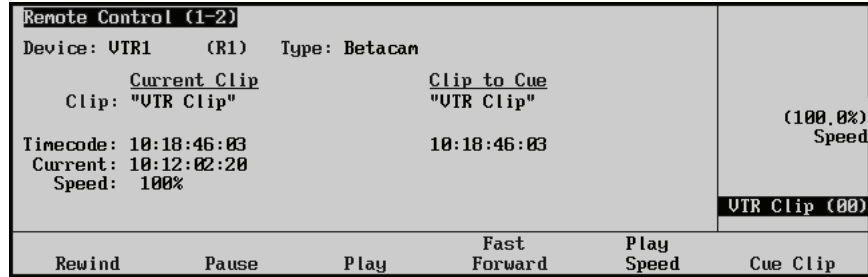 Remote Control (1-2)
Device: VTR1 (R1) Type: Betacam
Current Clip Clip to Cue
Clip: "VTR Clip" "VTR Clip"
(100.0%)
Speed
Timecode: 10:18:46:03 10:18:46:03
Current: 10:12:02:20
Speed: 100%
VTR Clip (00)
Rewind Pause Play Fast Forward Play Speed Cue Clip